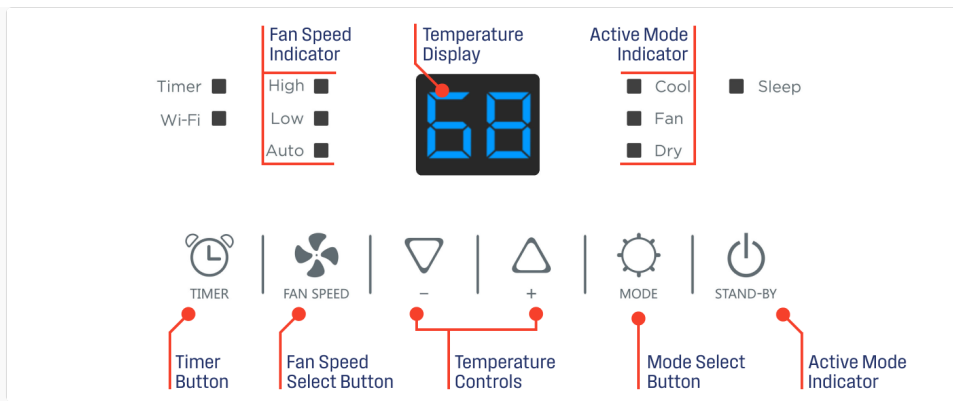 Fan Speed
Indicator
Temperature
Display
Active Mode
Indicator
Timer
High
Cool
Sleep
Wi-Fi
Low
68
Fan
Auto
Dry
TIMER
FAN SPEED
-
+
MODE
STAND-BY
Timer
Button
Fan Speed
Select Button
Temperature
Controls
Mode Select
Button
Active Mode
Indicator